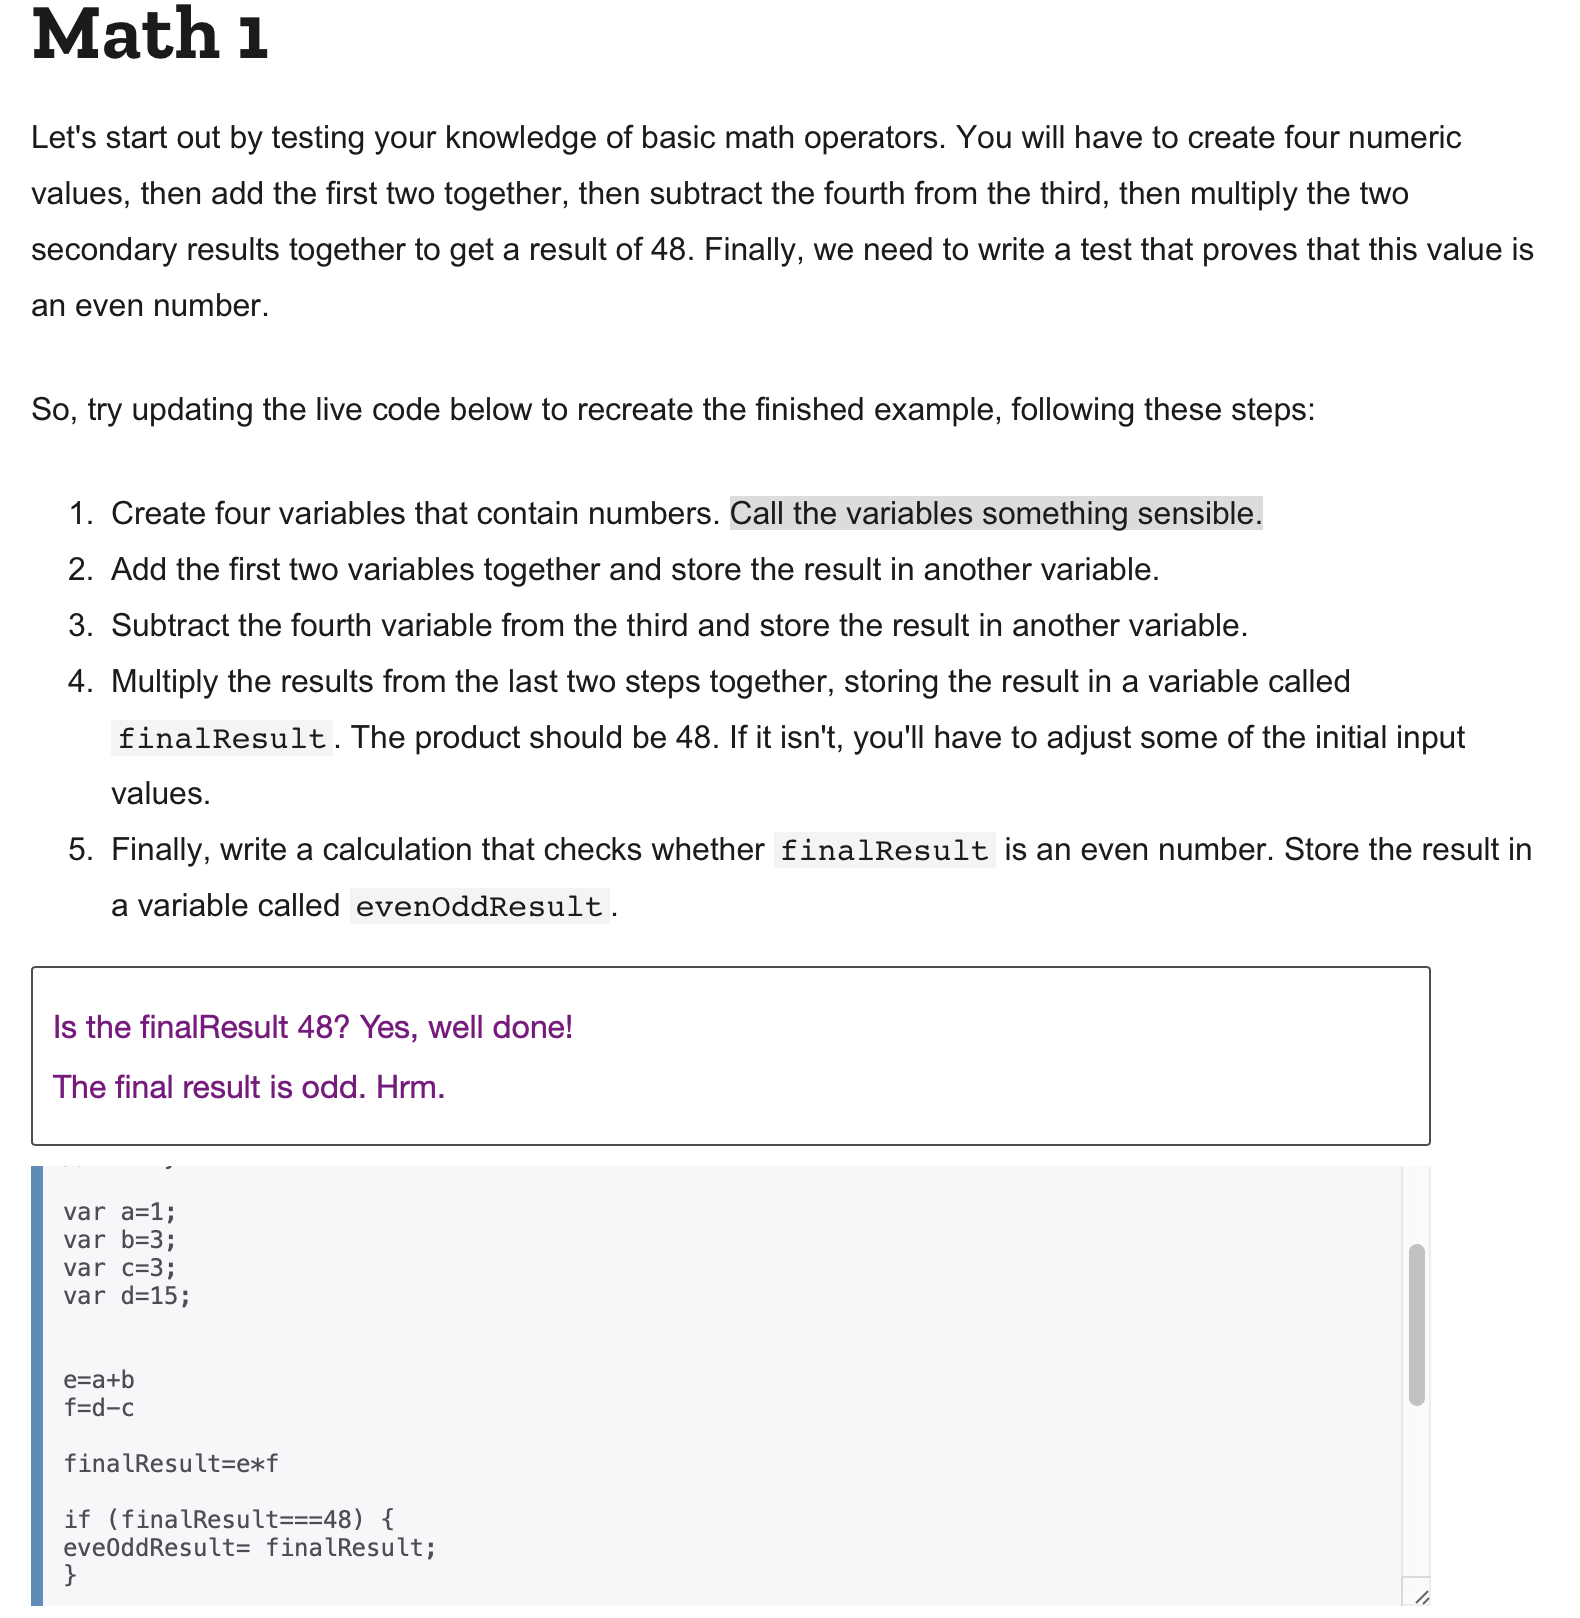 Math 1
Let's start out by testing your knowledge of basic math operators. You will have to create four numeric
values, then add the first two together, then subtract the fourth from the third, then multiply the two
secondary results together to get a result of 48. Finally, we need to write a test that proves that this value is
an even number.
So, try updating the live code below to recreate the finished example, following these steps:
1. Create four variables that contain numbers. Call the variables something sensible.
2. Add the first two variables together and store the result in another variable.
3. Subtract the fourth variable from the third and store the result in another variable.
4. Multiply the results from the last two steps together, storing the result in a variable called
finalResult. The product should be 48. If it isn't, you'll have to adjust some of the initial input
values.
5. Finally, write a calculation that checks whether finalResult is an even number. Store the result in
a variable called evenOddResult.
Is the finalResult 48? Yes, well done!
The final result is odd. Hrm.
var a=1;
var b=3;
var c=3;
var d=15;
e=a+b
f=d-c
finalResult=e*f
if (finalResult===48) {
eveOddResult= finalResult;
}